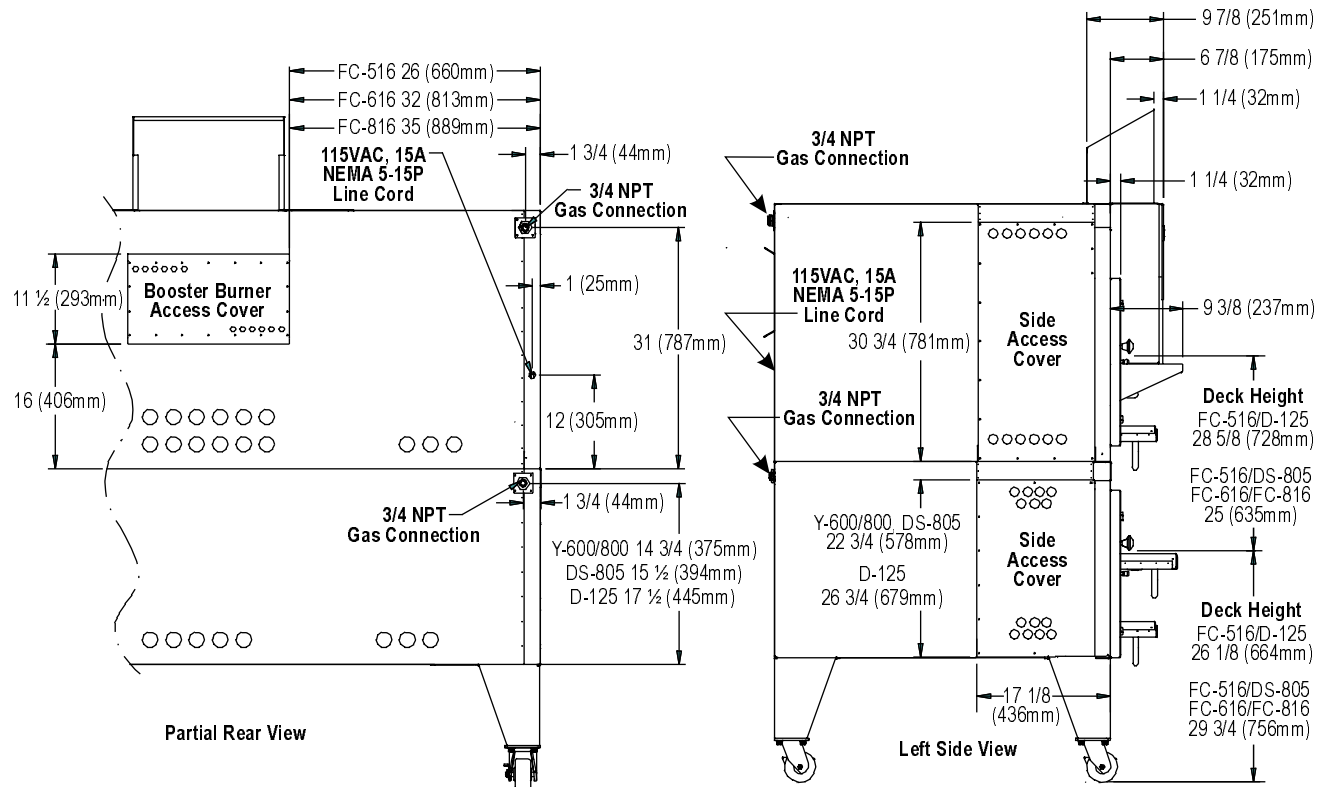 FC-516 26 (660mm)
FC-616 32 (813mm)
FC-816 35 (889mm)
115VAC, 15A
NEMA 5-15P
Line Cord
1 3/4 (44mm)
3/4 NPT
Gas Connection
11 ½ (293mm)
Booster Burner
Access Cover
1 (25mm)
31 (787mm)
16 (406mm)
12 (305mm)
3/4 NPT
Gas Connection
1 3/4 (44mm)
Y-600/800 14 3/4 (375mm)
DS-805 15 ½ (394mm)
D-125 17 ½ (445mm)
Partial Rear View
9 7/8 (251mm)
6 7/8 (175mm)
1 1/4 (32mm)
3/4 NPT
Gas Connection
1 1/4 (32mm)
115VAC, 15A
NEMA 5-15P
Line Cord
30 3/4 (781mm)
Side
Access
Cover
9 3/8 (237mm)
3/4 NPT
Gas Connection
Deck Height
FC-516/D-125
28 5/8 (728mm)
FC-516/DS-805
FC-616/FC-816
25 (635mm)
Y-600/800, DS-805
22 3/4 (578mm)
D-125
26 3/4 (679mm)
Side
Access
Cover
Deck Height
FC-516/D-125
26 1/8 (664mm)
FC-516/DS-805
FC-616/FC-816
29 3/4 (756mm)
17 1/8
(436mm)
Left Side View